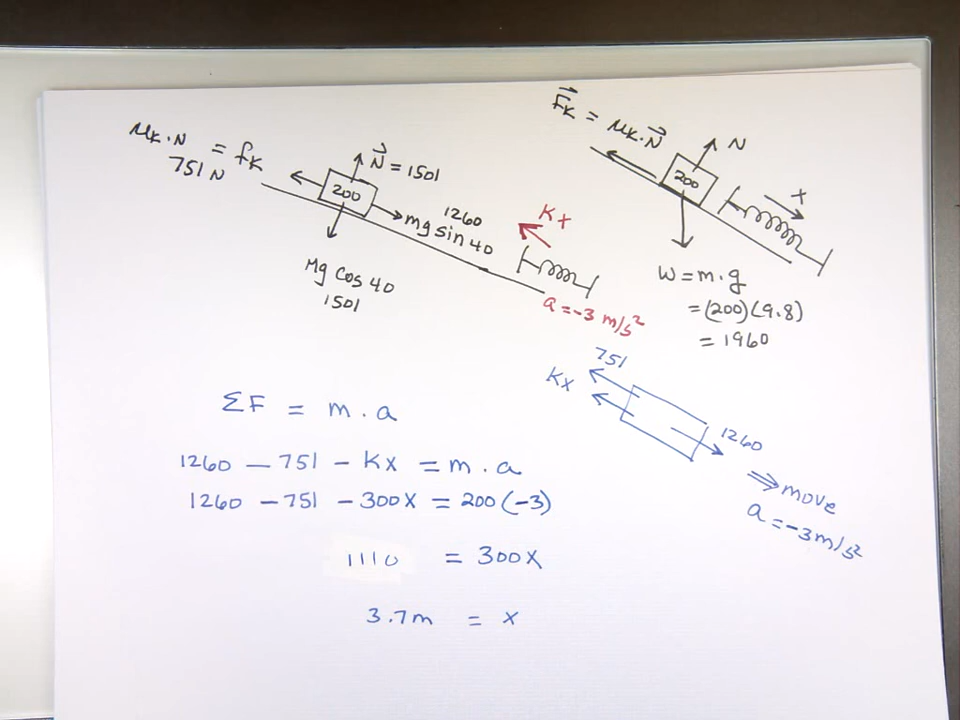 μk·N = fk
751 N
N⃗ = 1501
200
1260
mg sin 40
Mg cos 40
1501
Kx
a = -3 m/s²
F⃗k = μk·N⃗
N
200
x
W = m·g
= (200)(9.8)
= 1960
751
Kx
1260
⇒ move
a = -3 m/s²
ΣF = m·a
1260 - 751 - Kx = m·a
1260 - 751 - 300x = 200(-3)
1110 = 300x
3.7m = x